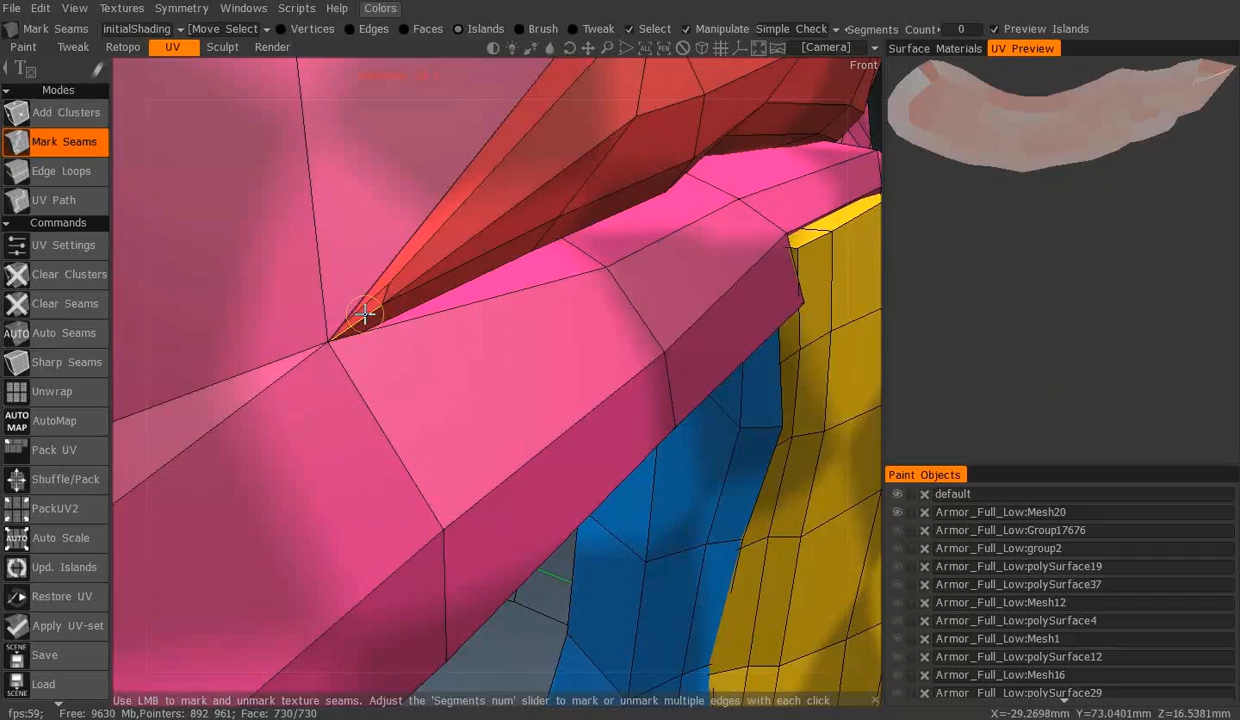 File Edit View Textures Symmetry Windows Scripts Help Colors
Mark Seams initialShading [Move Select] Vertices Edges Faces Islands Brush Tweak Select Manipulate Simple Check Segments Count 0 Preview Islands
Paint Tweak Retopo UV Sculpt Render [Camera] Surface Materials UV Preview
Front
Modes
Add Clusters
Mark Seams
Edge Loops
UV Path
Commands
UV Settings
Clear Clusters
Clear Seams
AUTO Auto Seams
Sharp Seams
Unwrap
AUTO MAP AutoMap
Pack UV
Shuffle/Pack
PackUV2
AUTO Auto Scale
Upd. Islands
Restore UV
Apply UV-set
SCENE Save
SCENE Load
Paint Objects
default
Armor_Full_Low:Mesh20
Armor_Full_Low:Group17676
Armor_Full_Low:group2
Armor_Full_Low:polySurface19
Armor_Full_Low:polySurface37
Armor_Full_Low:Mesh12
Armor_Full_Low:polySurface4
Armor_Full_Low:Mesh1
Armor_Full_Low:polySurface12
Armor_Full_Low:Mesh16
Armor_Full_Low:polySurface29
Use LMB to mark and unmark texture seams. Adjust the 'Segments num' slider to mark or unmark multiple edges with each click
fps:59; Free: 9630 Mb,Pointers: 892 961; Face: 730/730 X=-29.2698mm Y=73.0401mm Z=16.5381mm